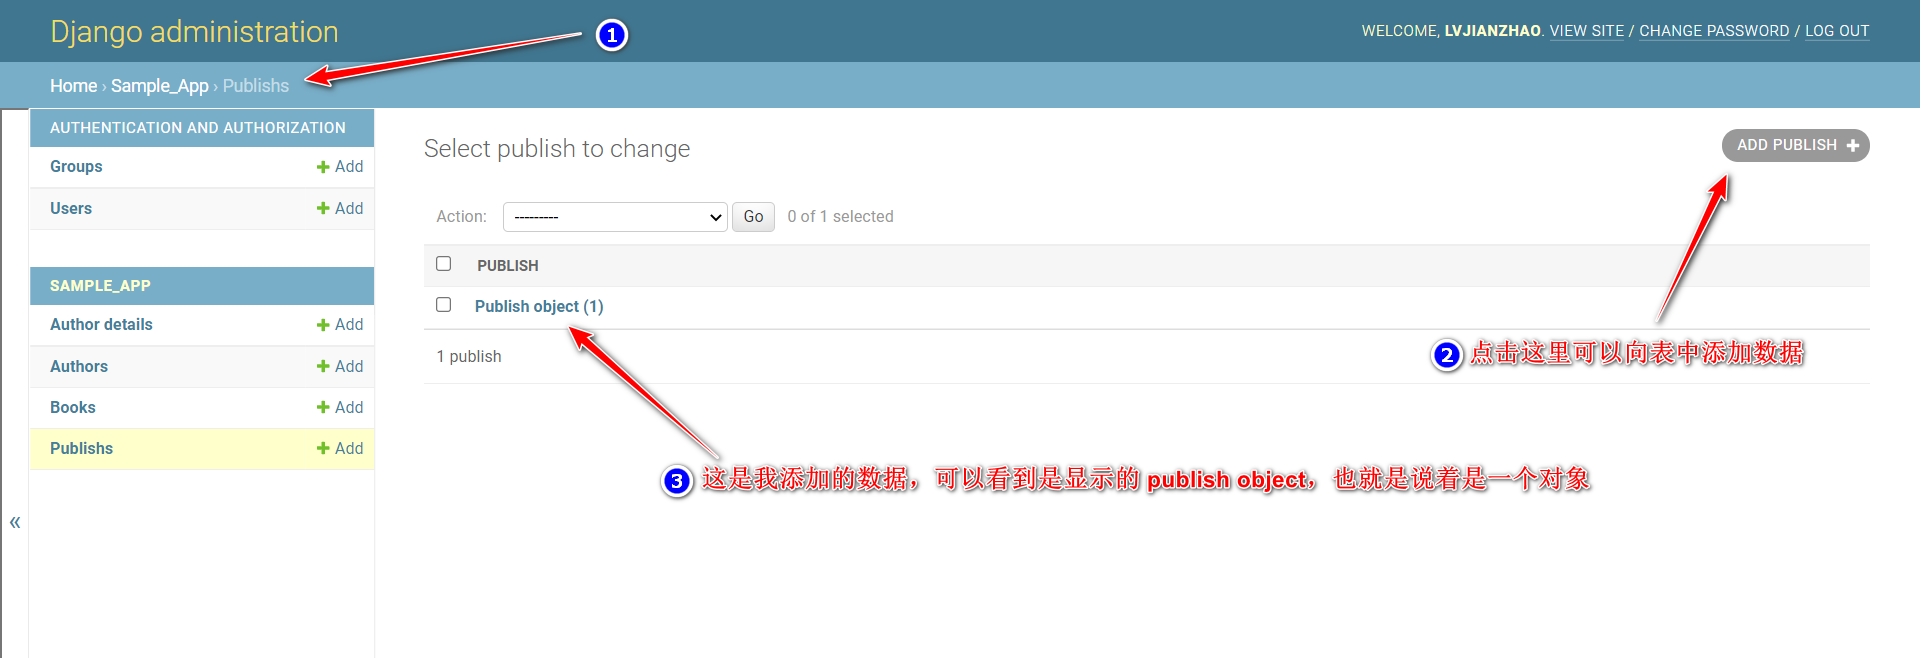 Django administration
1
WELCOME, LVJIANZHAO. VIEW SITE / CHANGE PASSWORD / LOG OUT
Home › Sample_App › Publishs
AUTHENTICATION AND AUTHORIZATION
Groups + Add
Users + Add
SAMPLE_APP
Author details + Add
Authors + Add
Books + Add
Publishs + Add
«
Select publish to change
ADD PUBLISH +
Action: --------- Go 0 of 1 selected
PUBLISH
Publish object (1)
1 publish
2 点击这里可以向表中添加数据
3 这是我添加的数据，可以看到是显示的 publish object，也就是说着是一个对象